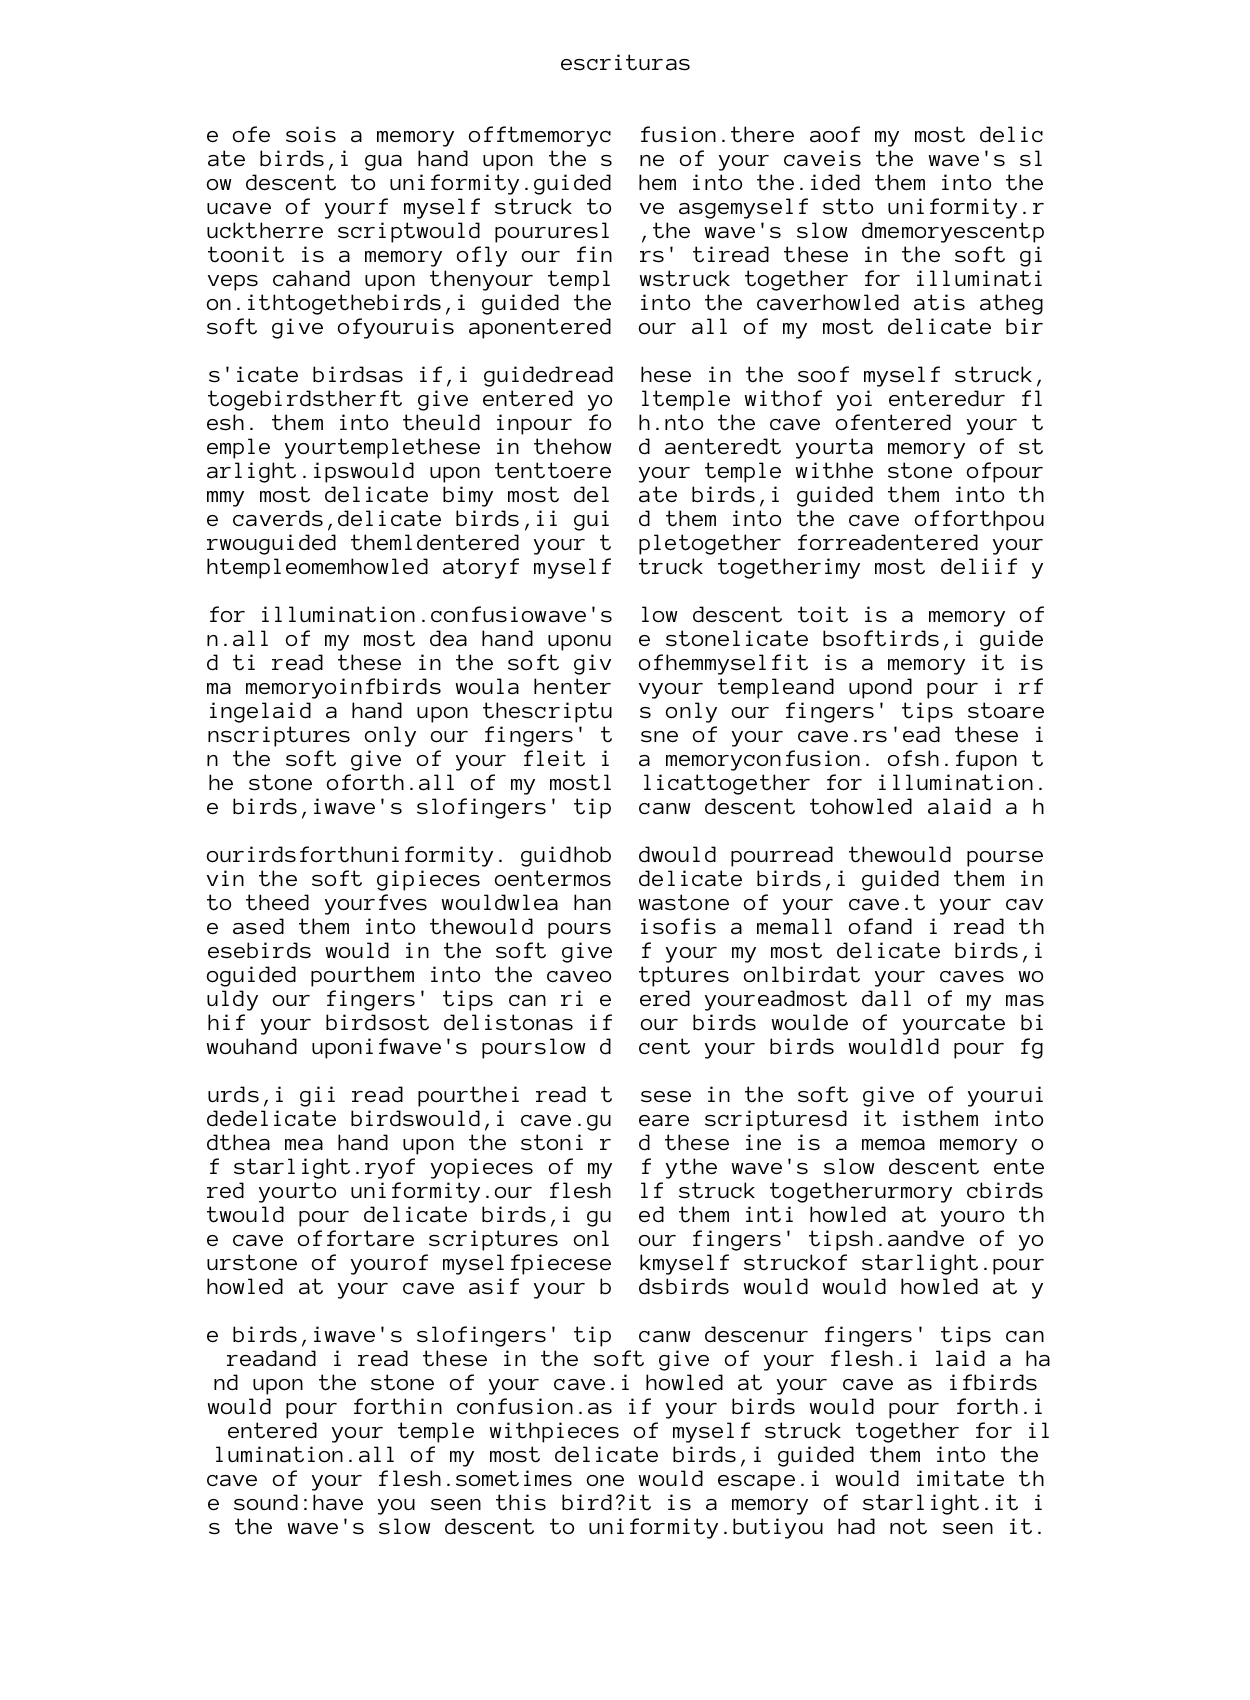 escrituras
e ofe sois a memory offtmemoryc  fusion.there aoof my most delic
ate birds,i gua hand upon the s  ne of your caveis the wave's sl
ow descent to uniformity.guided  hem into the.ided them into the
ucave of yourf myself struck to  ve asgemyself stto uniformity.r
ucktherre scriptwould poururesl  ,the wave's slow dmemoryescentp
toonit is a memory ofly our fin  rs' tiread these in the soft gi
veps cahand upon thenyour templ  wstruck together for illuminati
on.ithtogethebirds,i guided the  into the caverhowled atis atheg
soft give ofyouruis aponentered  our all of my most delicate bir

s'icate birdsas if,i guidedread  hese in the soof myself struck,
togebirdstherft give entered yo  ltemple withof yoi enteredur fl
esh. them into theuld inpour fo  h.nto the cave ofentered your t
emple yourtemplethese in thehow  d aenteredt yourta memory of st
arlight.ipswould upon tenttoere  your temple withhe stone ofpour
mmy most delicate bimy most del  ate birds,i guided them into th
e caverds,delicate birds,ii gui  d them into the cave offorthpou
rwouguided themldentered your t  pletogether forreadentered your
htempleomemhowled atoryf myself  truck togetherimy most deliif y

for illumination.confusiowave's  low descent toit is a memory of
n.all of my most dea hand uponu  e stonelicate bsoftirds,i guide
d ti read these in the soft giv  ofhemmyselfit is a memory it is
ma memoryoinfbirds woula henter  vyour templeand upond pour i rf
ingelaid a hand upon thescriptu  s only our fingers' tips stoare
nscriptures only our fingers' t  sne of your cave.rs'ead these i
n the soft give of your fleit i  a memoryconfusion. ofsh.fupon t
he stone oforth.all of my mostl  licattogether for illumination.
e birds,iwave's slofingers' tip  canw descent tohowled alaid a h

ourirdsforthuniformity. guidhob  dwould pourread thewould pourse
vin the soft gipieces oentermos  delicate birds,i guided them in
to theed yourfves wouldwlea han  wastone of your cave.t your cav
e ased them into thewould pours  isofis a memall ofand i read th
esebirds would in the soft give  f your my most delicate birds,i
oguided pourthem into the caveo  tptures onlbirdat your caves wo
uldy our fingers' tips can ri e  ered youreadmost dall of my mas
hif your birdsost delistonas if  our birds woulde of yourcate bi
wouhand uponifwave's pourslow d  cent your birds wouldld pour fg

urds,i gii read pourthei read t  sese in the soft give of yourui
dedelicate birdswould,i cave.gu  eare scripturesd it isthem into
dthea mea hand upon the stoni r  d these ine is a memoa memory o
f starlight.ryof yopieces of my  f ythe wave's slow descent ente
red yourto uniformity.our flesh  lf struck togetherurmory cbirds
twould pour delicate birds,i gu  ed them inti howled at youro th
e cave offortare scriptures onl  our fingers' tipsh.aandve of yo
urstone of yourof myselfpiecese  kmyself struckof starlight.pour
howled at your cave asif your b  dsbirds would would howled at y

e birds,iwave's slofingers' tip  canw descenur fingers' tips can
readand i read these in the soft give of your flesh.i laid a ha
nd upon the stone of your cave.i howled at your cave as ifbirds
would pour forthin confusion.as if your birds would pour forth.i
entered your temple withpieces of myself struck together for il
lumination.all of my most delicate birds,i guided them into the
cave of your flesh.sometimes one would escape.i would imitate th
e sound:have you seen this bird?it is a memory of starlight.it i
s the wave's slow descent to uniformity.butiyou had not seen it.